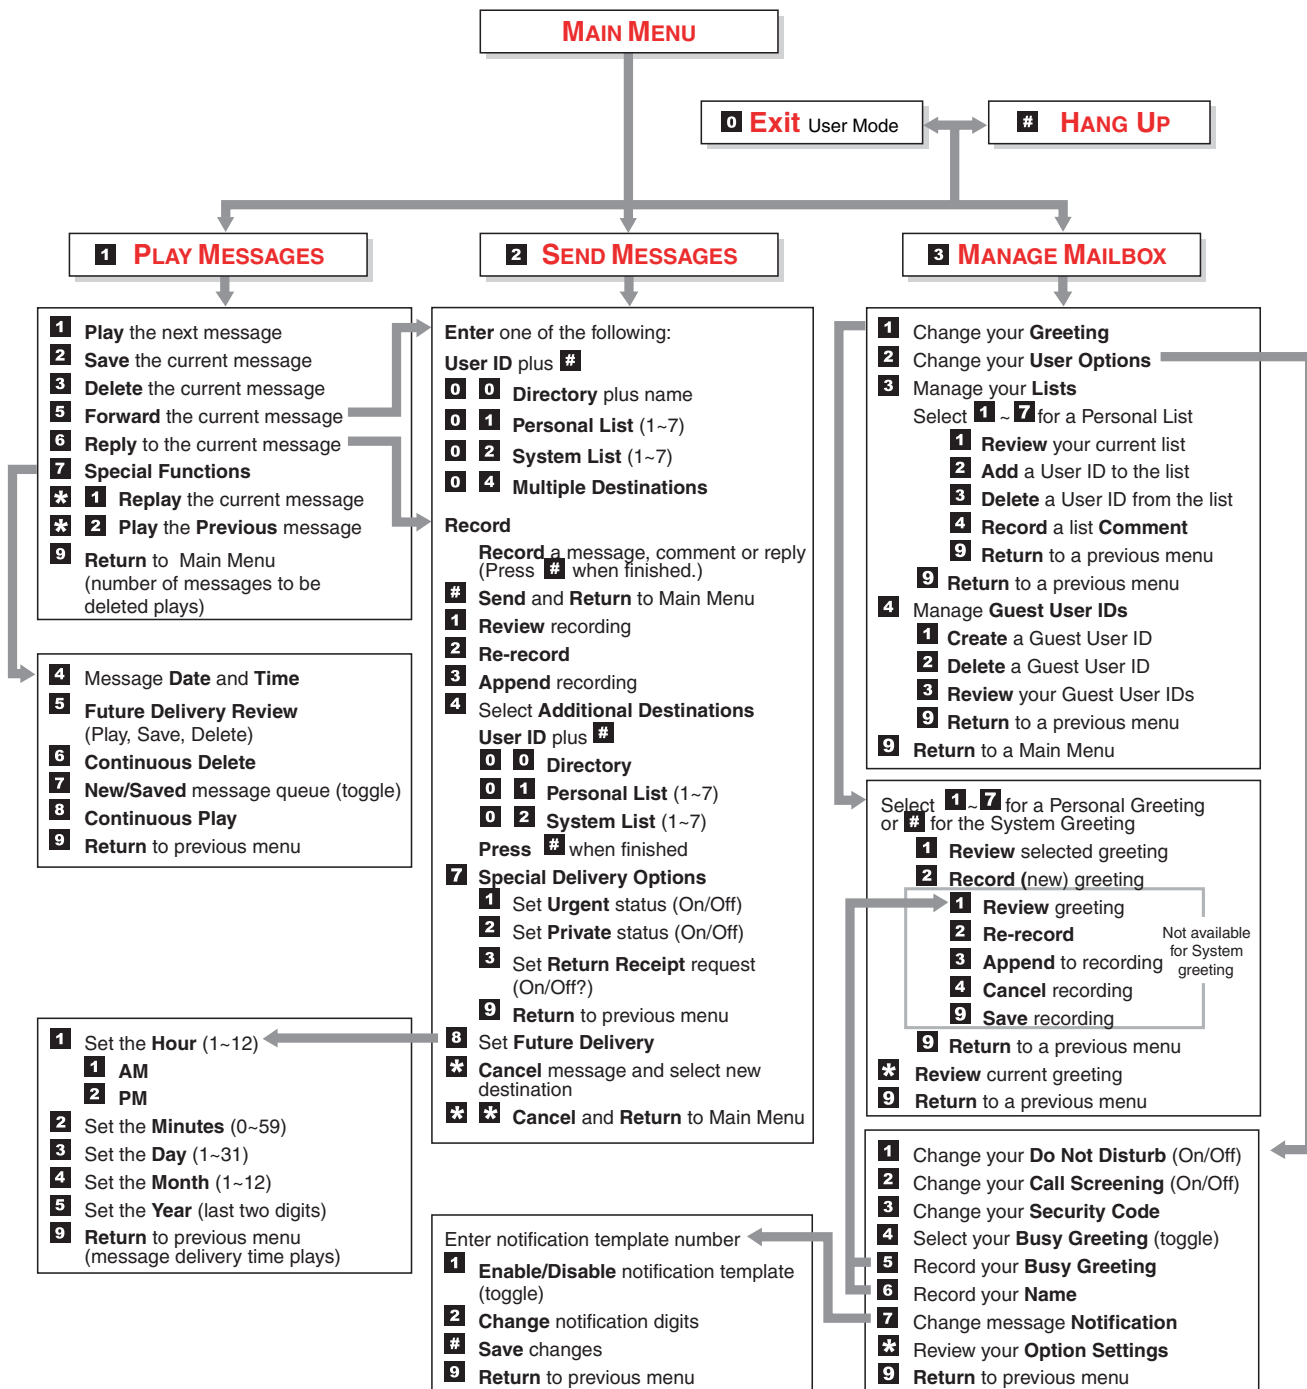 MAIN MENU
0 Exit User Mode
# HANG UP
1 PLAY MESSAGES
2 SEND MESSAGES
3 MANAGE MAILBOX
1 Play the next message
2 Save the current message
3 Delete the current message
5 Forward the current message
6 Reply to the current message
7 Special Functions
* 1 Replay the current message
* 2 Play the Previous message
9 Return to Main Menu
(number of messages to be
deleted plays)
4 Message Date and Time
5 Future Delivery Review
(Play, Save, Delete)
6 Continuous Delete
7 New/Saved message queue (toggle)
8 Continuous Play
9 Return to previous menu
1 Set the Hour (1~12)
1 AM
2 PM
2 Set the Minutes (0~59)
3 Set the Day (1~31)
4 Set the Month (1~12)
5 Set the Year (last two digits)
9 Return to previous menu
(message delivery time plays)
Enter one of the following:
User ID plus #
0 0 Directory plus name
0 1 Personal List (1~7)
0 2 System List (1~7)
0 4 Multiple Destinations
Record
Record a message, comment or reply
(Press # when finished.)
# Send and Return to Main Menu
1 Review recording
2 Re-record
3 Append recording
4 Select Additional Destinations
User ID plus #
0 0 Directory
0 1 Personal List (1~7)
0 2 System List (1~7)
Press # when finished
7 Special Delivery Options
1 Set Urgent status (On/Off)
2 Set Private status (On/Off)
3 Set Return Receipt request
(On/Off?)
9 Return to previous menu
8 Set Future Delivery
* Cancel message and select new
destination
* * Cancel and Return to Main Menu
Enter notification template number
1 Enable/Disable notification template
(toggle)
2 Change notification digits
# Save changes
9 Return to previous menu
1 Change your Greeting
2 Change your User Options
3 Manage your Lists
Select 1 ~ 7 for a Personal List
1 Review your current list
2 Add a User ID to the list
3 Delete a User ID from the list
4 Record a list Comment
9 Return to a previous menu
9 Return to a previous menu
4 Manage Guest User IDs
1 Create a Guest User ID
2 Delete a Guest User ID
3 Review your Guest User IDs
9 Return to a previous menu
9 Return to a Main Menu
Select 1 ~ 7 for a Personal Greeting
or # for the System Greeting
1 Review selected greeting
2 Record (new) greeting
1 Review greeting
2 Re-record
3 Append to recording
4 Cancel recording
9 Save recording
Not available
for System
greeting
9 Return to a previous menu
* Review current greeting
9 Return to a previous menu
1 Change your Do Not Disturb (On/Off)
2 Change your Call Screening (On/Off)
3 Change your Security Code
4 Select your Busy Greeting (toggle)
5 Record your Busy Greeting
6 Record your Name
7 Change message Notification
* Review your Option Settings
9 Return to previous menu